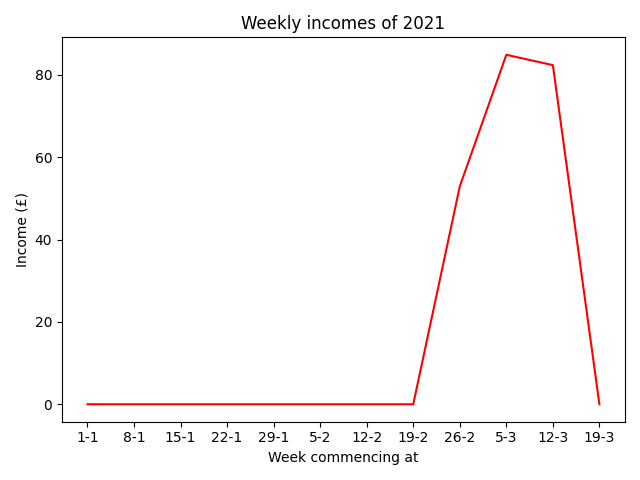 Weekly incomes of 2021
Income (£)
80
60
40
20
0
1-1 8-1 15-1 22-1 29-1 5-2 12-2 19-2 26-2 5-3 12-3 19-3
Week commencing at